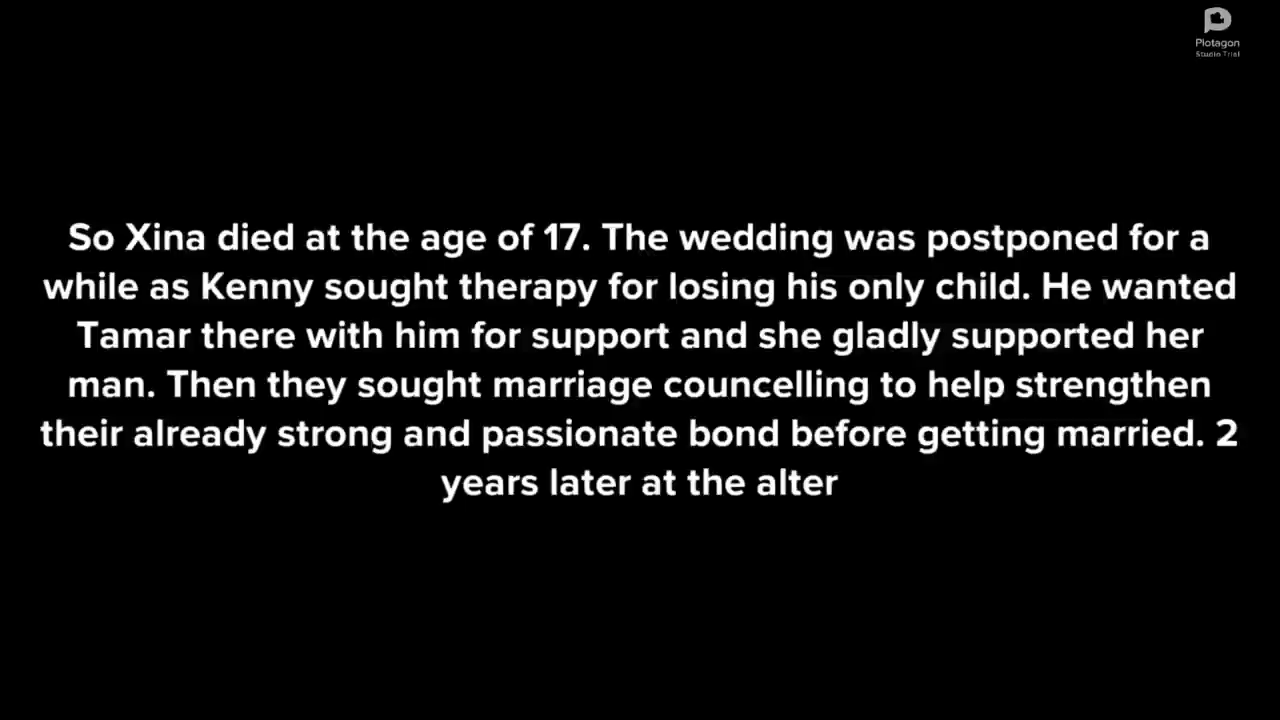 Plotagon
Studio Trial
So Xina died at the age of 17. The wedding was postponed for a
while as Kenny sought therapy for losing his only child. He wanted
Tamar there with him for support and she gladly supported her
man. Then they sought marriage councelling to help strengthen
their already strong and passionate bond before getting married. 2
years later at the alter